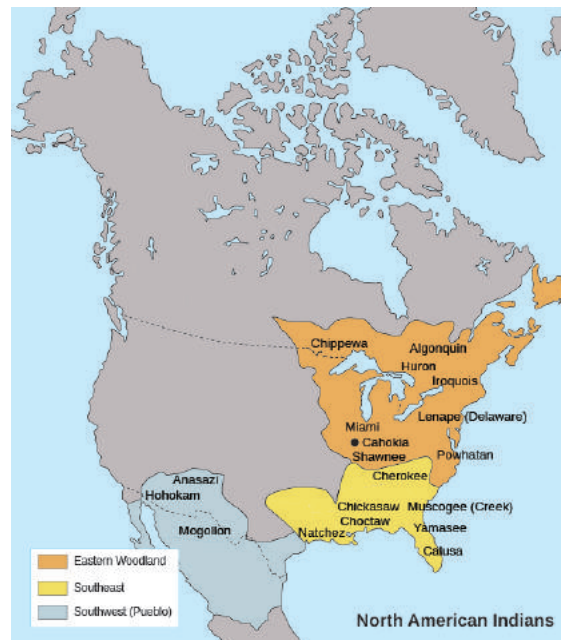 Chippewa
Algonquin
Huron
Iroquois
Lenape (Delaware)
Miami
Cahokia
Shawnee
Powhatan
Cherokee
Anasazi
Hohokam
Chickasaw
Muscogee (Creek)
Choctaw
Mogollon
Natchez
Yamasee
Calusa
Eastern Woodland
Southeast
Southwest (Pueblo)
North American Indians